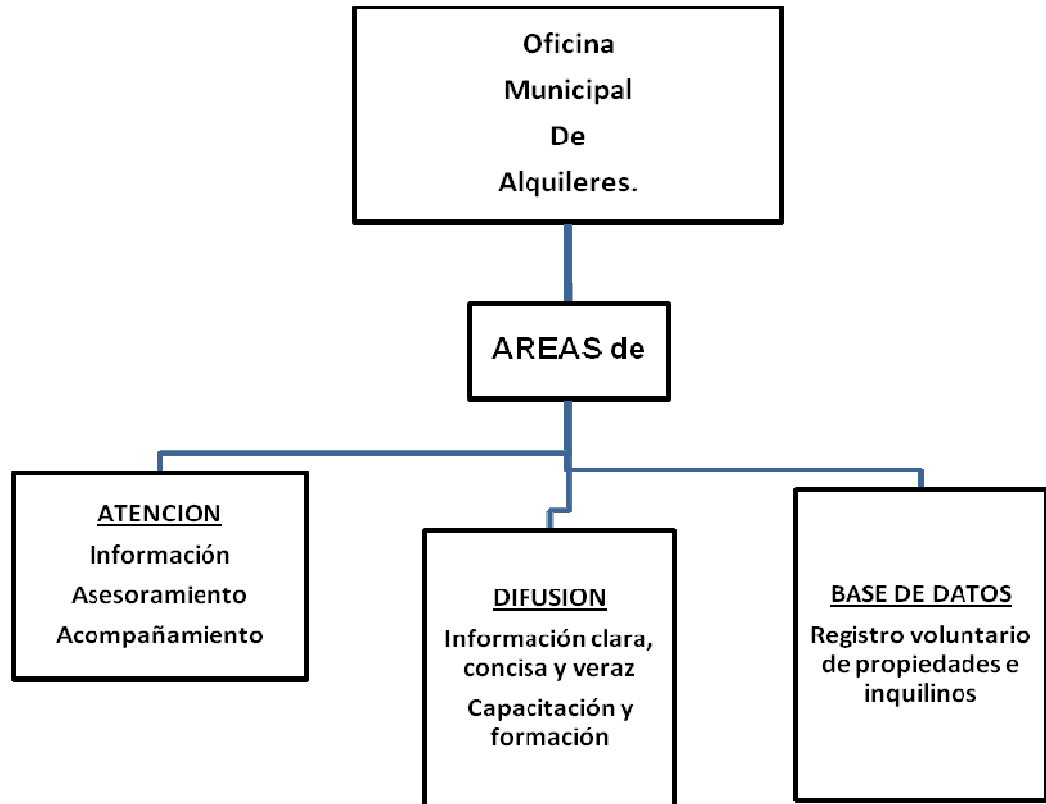 Oficina
Municipal
De
Alquileres.
AREAS de
ATENCION
Información
Asesoramiento
Acompañamiento
DIFUSION
Información clara,
concisa y veraz
Capacitación y
formación
BASE DE DATOS
Registro voluntario
de propiedades e
inquilinos